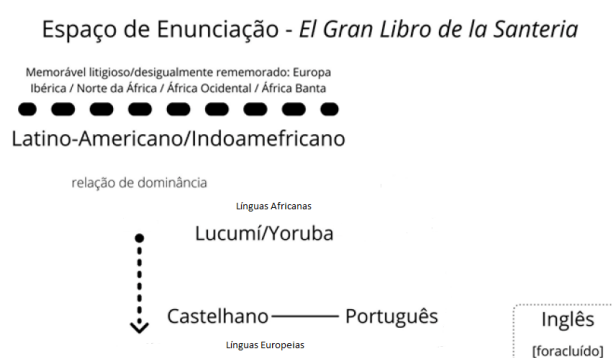 Espaço de Enunciação - El Gran Libro de la Santeria
Memorável litigioso/desigualmente rememorado: Europa
Ibérica / Norte da África / África Ocidental / África Banta
Latino-Americano/Indoamefricano
relação de dominância
Línguas Africanas
Lucumí/Yoruba
Castelhano Português
Línguas Europeias
Inglês
[foracluído]